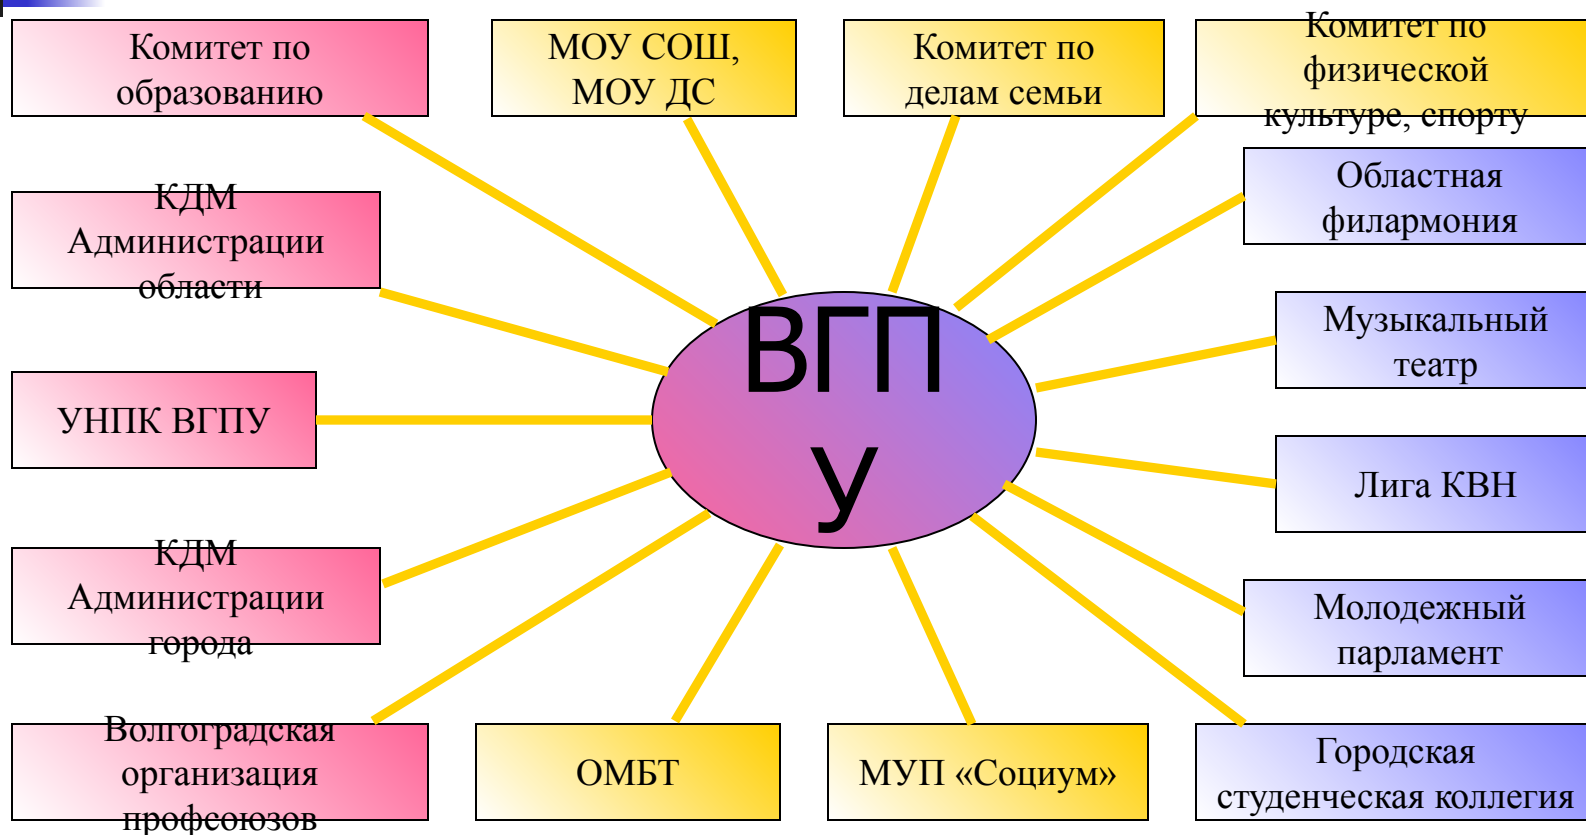 Комитет по
образованию
МОУ СОШ,
МОУ ДС
Комитет по
делам семьи
Комитет по
физической
культуре, спорту
КДМ
Администрации
области
Областная
филармония
ВГП
У
Музыкальный
театр
УНПК ВГПУ
Лига КВН
КДМ
Администрации
города
Молодежный
парламент
Волгоградская
организация
профсоюзов
ОМБТ
МУП «Социум»
Городская
студенческая коллегия